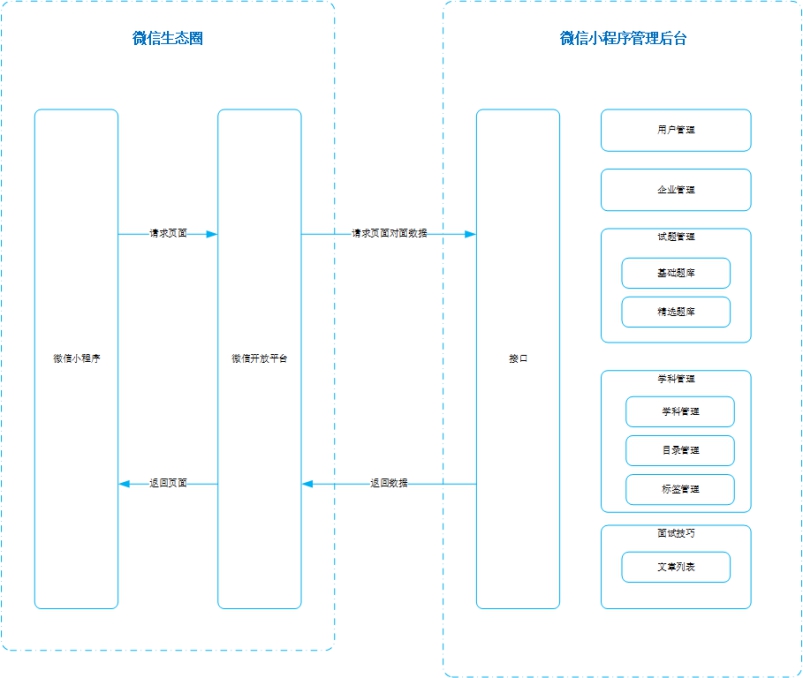 微信生态圈
微信小程序管理后台
微信小程序
请求页面
返回页面
微信开放平台
请求页面对面数据
返回数据
接口
用户管理
企业管理
试题管理
基础题库
精选题库
学科管理
学科管理
目录管理
标签管理
面试技巧
文章列表